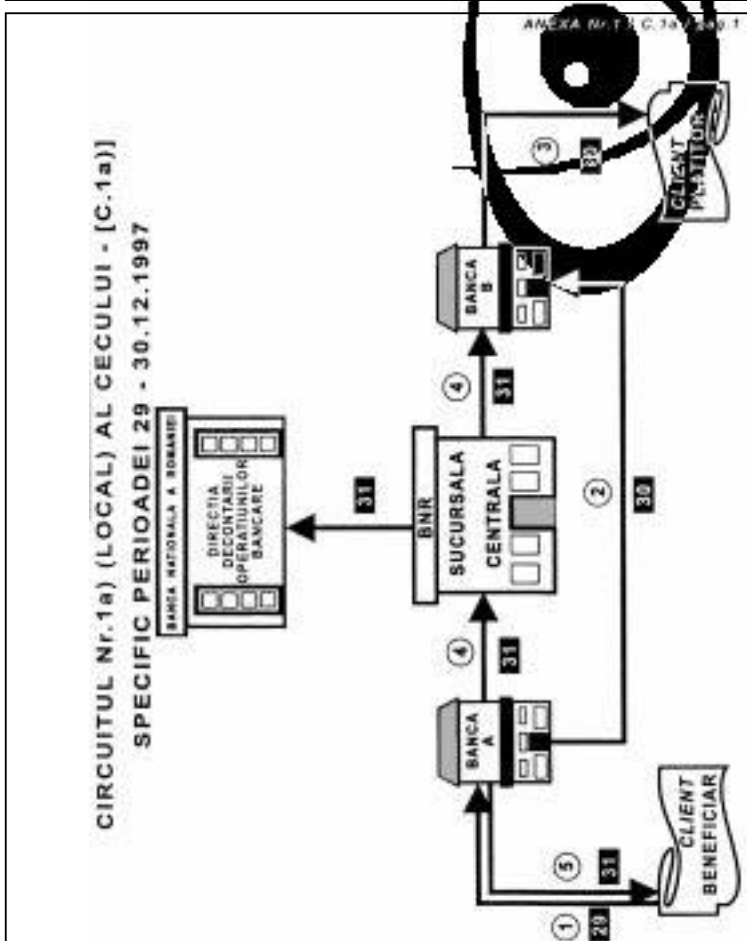 ANEXA Nr.1 / C.1a / pag.1
CIRCUITUL Nr.1a) (LOCAL) AL CECULUI - [C.1a)]
SPECIFIC PERIOADEI 29 - 30.12.1997
BANCA NATIONALA A ROMANIEI
DIRECTIA
DECONTARII
OPERATIUNILOR
BANCARE
31
BNR
SUCURSALA
CENTRALA
BANCA
A
4
31
4
31
BANCA
B
3
2
30
1
29
5
31
CLIENT
BENEFICIAR
CLIENT
PLATITOR